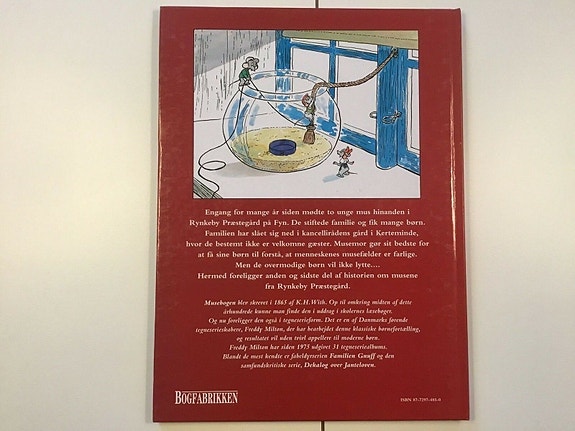 Engang for mange år siden mødte to unge mus hinanden i
Rynkeby Præstegård på Fyn. De stiftede familie og fik mange børn.
Familien har slået sig ned i cancellirådens gård i Kerteminde,
hvor de bestemt ikke er velkomne gæster. Musemor gør sit bedste for
at få sine børn til forstå, at menneskenes musefælder er farlige.
Men de overmodige børn vil ikke lytte....
Hermed foreligger anden og sidste del af historien om musene
fra Rynkeby Præstegård.
Musebogen blev skrevet i 1865 af K.H.With. Op til omkring midten af dette
århundrede kunne man finde den i uddrag i skolernes læsebøger.
Og nu foreligger den også i tegneserieform. Det er en af Danmarks førende
tegneserieskabere, Freddy Milton, der har bearbejdet denne klassiske børnefortælling,
og resultatet vil uden tvivl appellere til moderne børn.
Freddy Milton har siden 1975 udgivet 31 tegneseriealbums.
Blandt de mest kendte er fabeldyrserien Familien Gnuff og den
samfundskritiske serie, Dekalog over Janteloven.
BOGFABRIKKEN
ISBN 87-7297-481-0